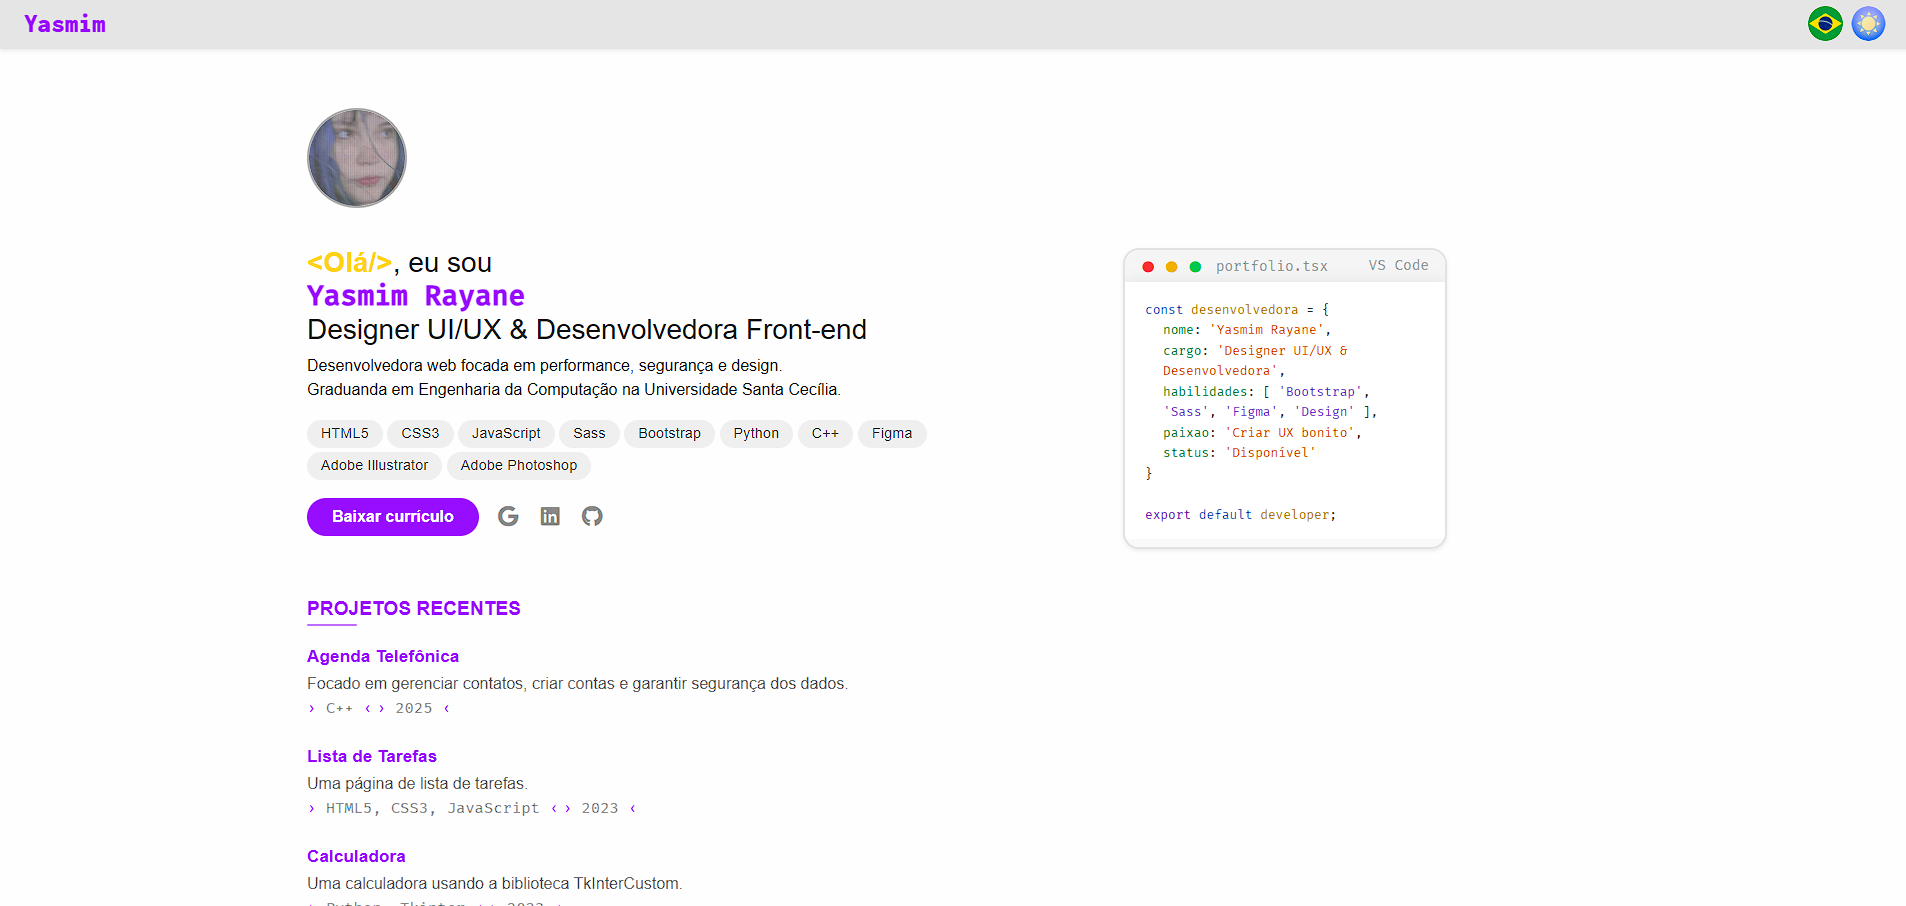 Yasmim
<Olá/>, eu sou
Yasmim Rayane
Designer UI/UX & Desenvolvedora Front-end
Desenvolvedora web focada em performance, segurança e design.
Graduanda em Engenharia da Computação na Universidade Santa Cecília.
HTML5 CSS3 JavaScript Sass Bootstrap Python C++ Figma
Adobe Illustrator Adobe Photoshop
Baixar currículo
portfolio.tsx VS Code
const desenvolvedora = {
nome: 'Yasmim Rayane',
cargo: 'Designer UI/UX &
Desenvolvedora',
habilidades: [ 'Bootstrap',
'Sass', 'Figma', 'Design' ],
paixao: 'Criar UX bonito',
status: 'Disponível'
}
export default developer;
PROJETOS RECENTES
Agenda Telefônica
Focado em gerenciar contatos, criar contas e garantir segurança dos dados.
› C++ ‹ › 2025 ‹
Lista de Tarefas
Uma página de lista de tarefas.
› HTML5, CSS3, JavaScript ‹ › 2023 ‹
Calculadora
Uma calculadora usando a biblioteca TkInterCustom.